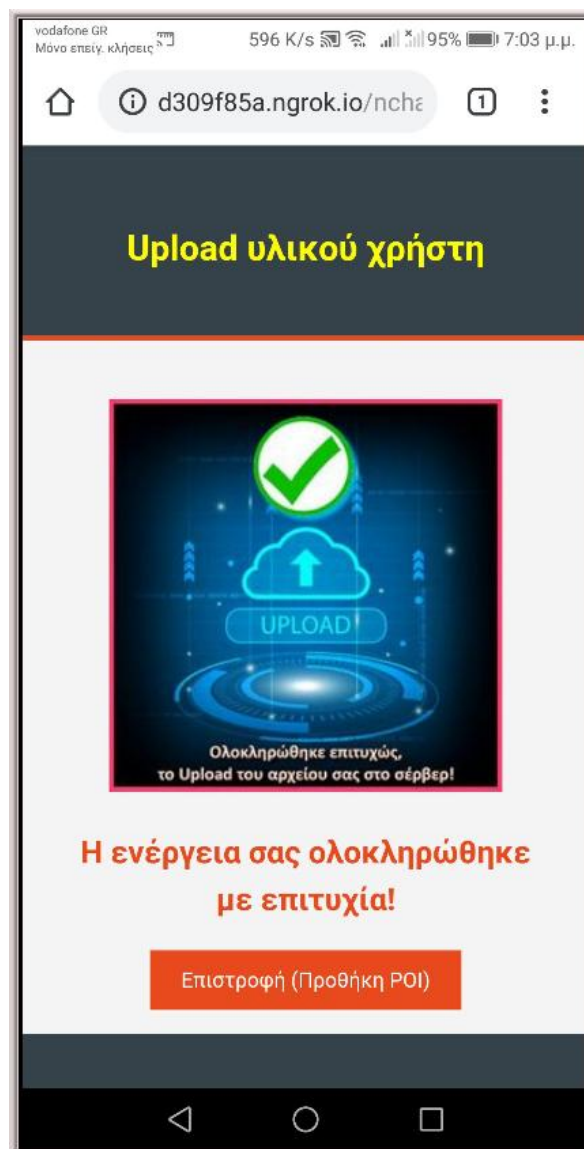 vodafone GR
Μόνο επείγ. κλήσεις
596 K/s 95% 7:03 μ.μ.
d309f85a.ngrok.io/ncha
1
Upload υλικού χρήστη
UPLOAD
Ολοκληρώθηκε επιτυχώς,
το Upload του αρχείου σας στο σέρβερ!
Η ενέργεια σας ολοκληρώθηκε
με επιτυχία!
Επιστροφή (Προθήκη POI)